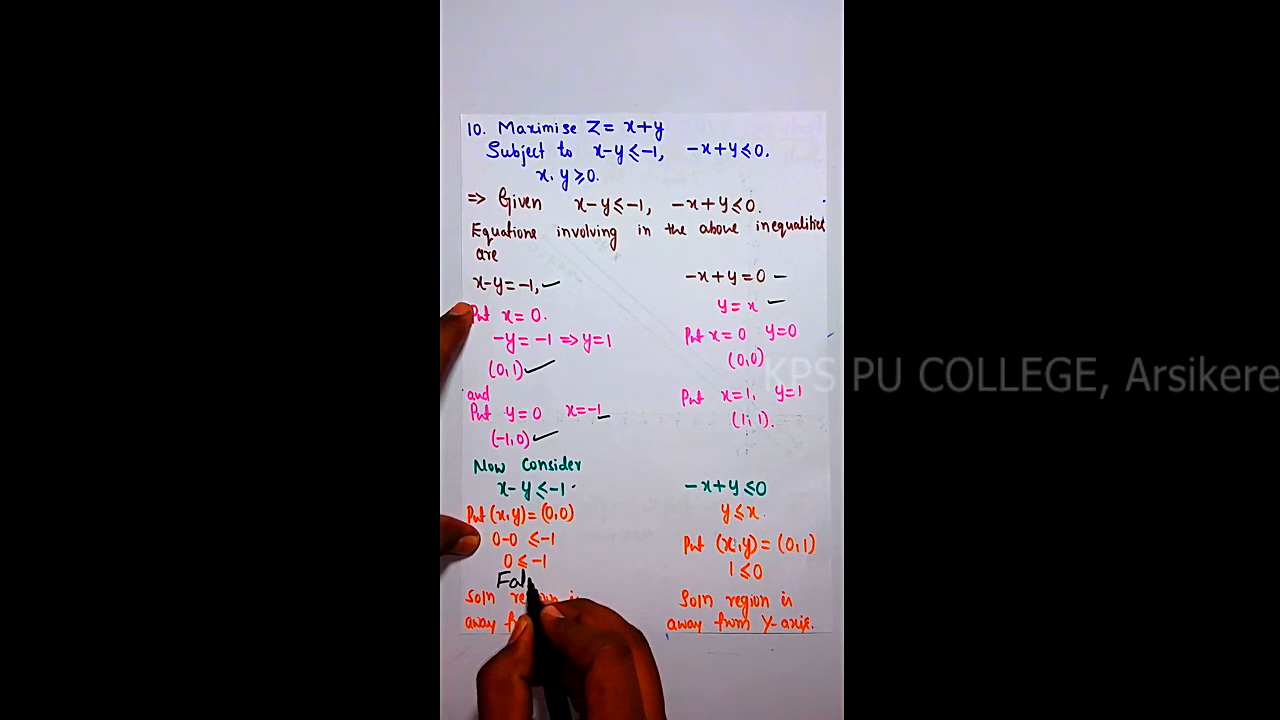 10. Maximise Z = x+y
Subject to x-y ≤ -1, -x+y ≤ 0,
x, y ≥ 0.
⇒ Given x-y ≤ -1, -x+y ≤ 0.
Equations involving in the above inequalities
are
x-y = -1, -x+y = 0
y = x
Put x = 0.
-y = -1 ⇒ y = 1
(0,1)
and
Put y = 0 x = -1
(-1,0)
Put x = 0 y = 0
(0,0)
Put x = 1, y = 1
(1,1).
Now consider
x-y ≤ -1
Put (x,y) = (0,0)
0-0 ≤ -1
0 ≤ -1
Soln
away
-x+y ≤ 0
y ≤ x.
Put (x,y) = (0,1)
1 ≤ 0
Soln region is
away from Y-axis.
KPS PU COLLEGE, Arsikere